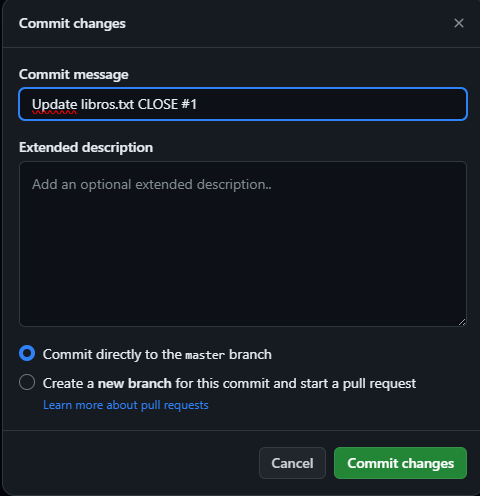 Commit changes
Commit message
Update libros.txt CLOSE #1
Extended description
Add an optional extended description..
Commit directly to the master branch
Create a new branch for this commit and start a pull request
Learn more about pull requests
Cancel
Commit changes